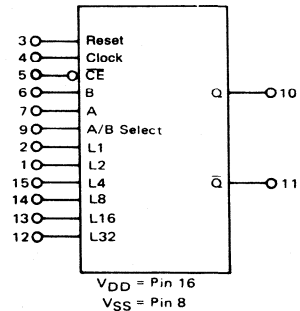 3 Reset
4 Clock
5 C̅E̅
6 B Q 10
7 A
9 A/B Select
2 L1
1 L2
15 L4 Q̅ 11
14 L8
13 L16
12 L32
VDD = Pin 16
VSS = Pin 8